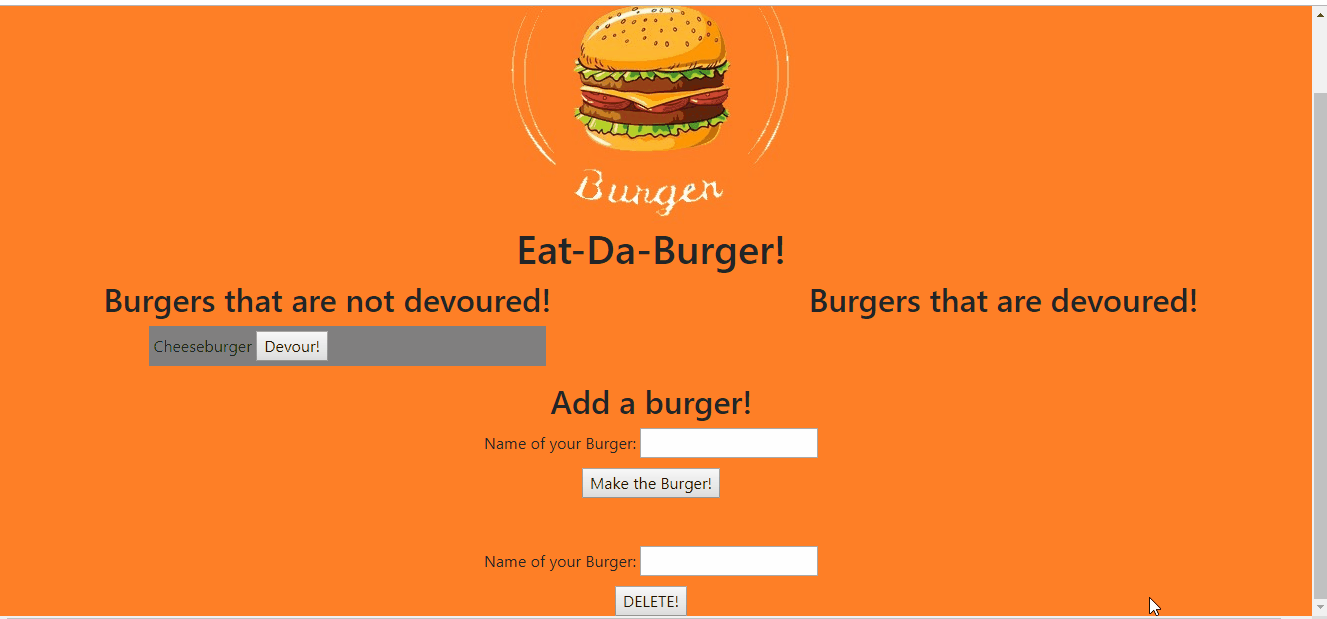 Burger
Eat-Da-Burger!
Burgers that are not devoured!
Burgers that are devoured!
Cheeseburger Devour!
Add a burger!
Name of your Burger:
Make the Burger!
Name of your Burger:
DELETE!